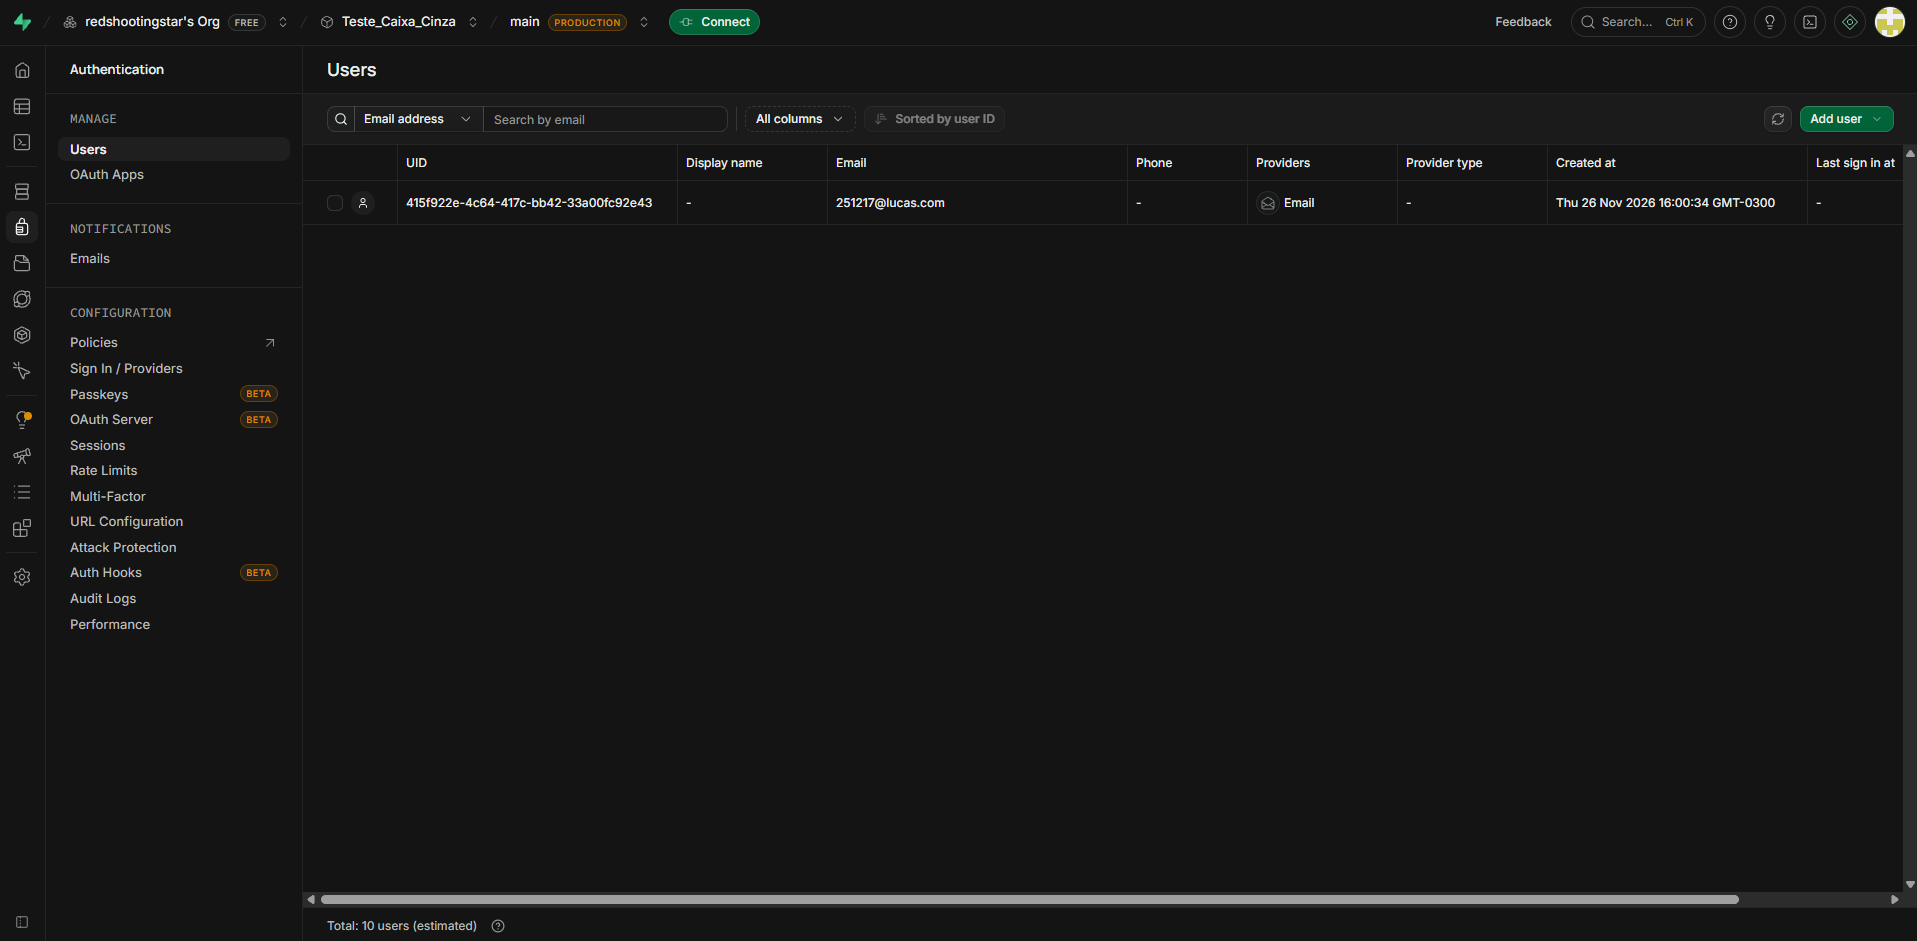 redshootingstar's Org FREE Teste_Caixa_Cinza main PRODUCTION Connect Feedback Search... Ctrl K
Authentication
Users
MANAGE
Users
OAuth Apps
NOTIFICATIONS
Emails
CONFIGURATION
Policies
Sign In / Providers
Passkeys BETA
OAuth Server BETA
Sessions
Rate Limits
Multi-Factor
URL Configuration
Attack Protection
Auth Hooks BETA
Audit Logs
Performance
Email address Search by email All columns Sorted by user ID Add user
UID Display name Email Phone Providers Provider type Created at Last sign in at
415f922e-4c64-417c-bb42-33a00fc92e43 - 251217@lucas.com - Email - Thu 26 Nov 2026 16:00:34 GMT-0300 -
Total: 10 users (estimated)